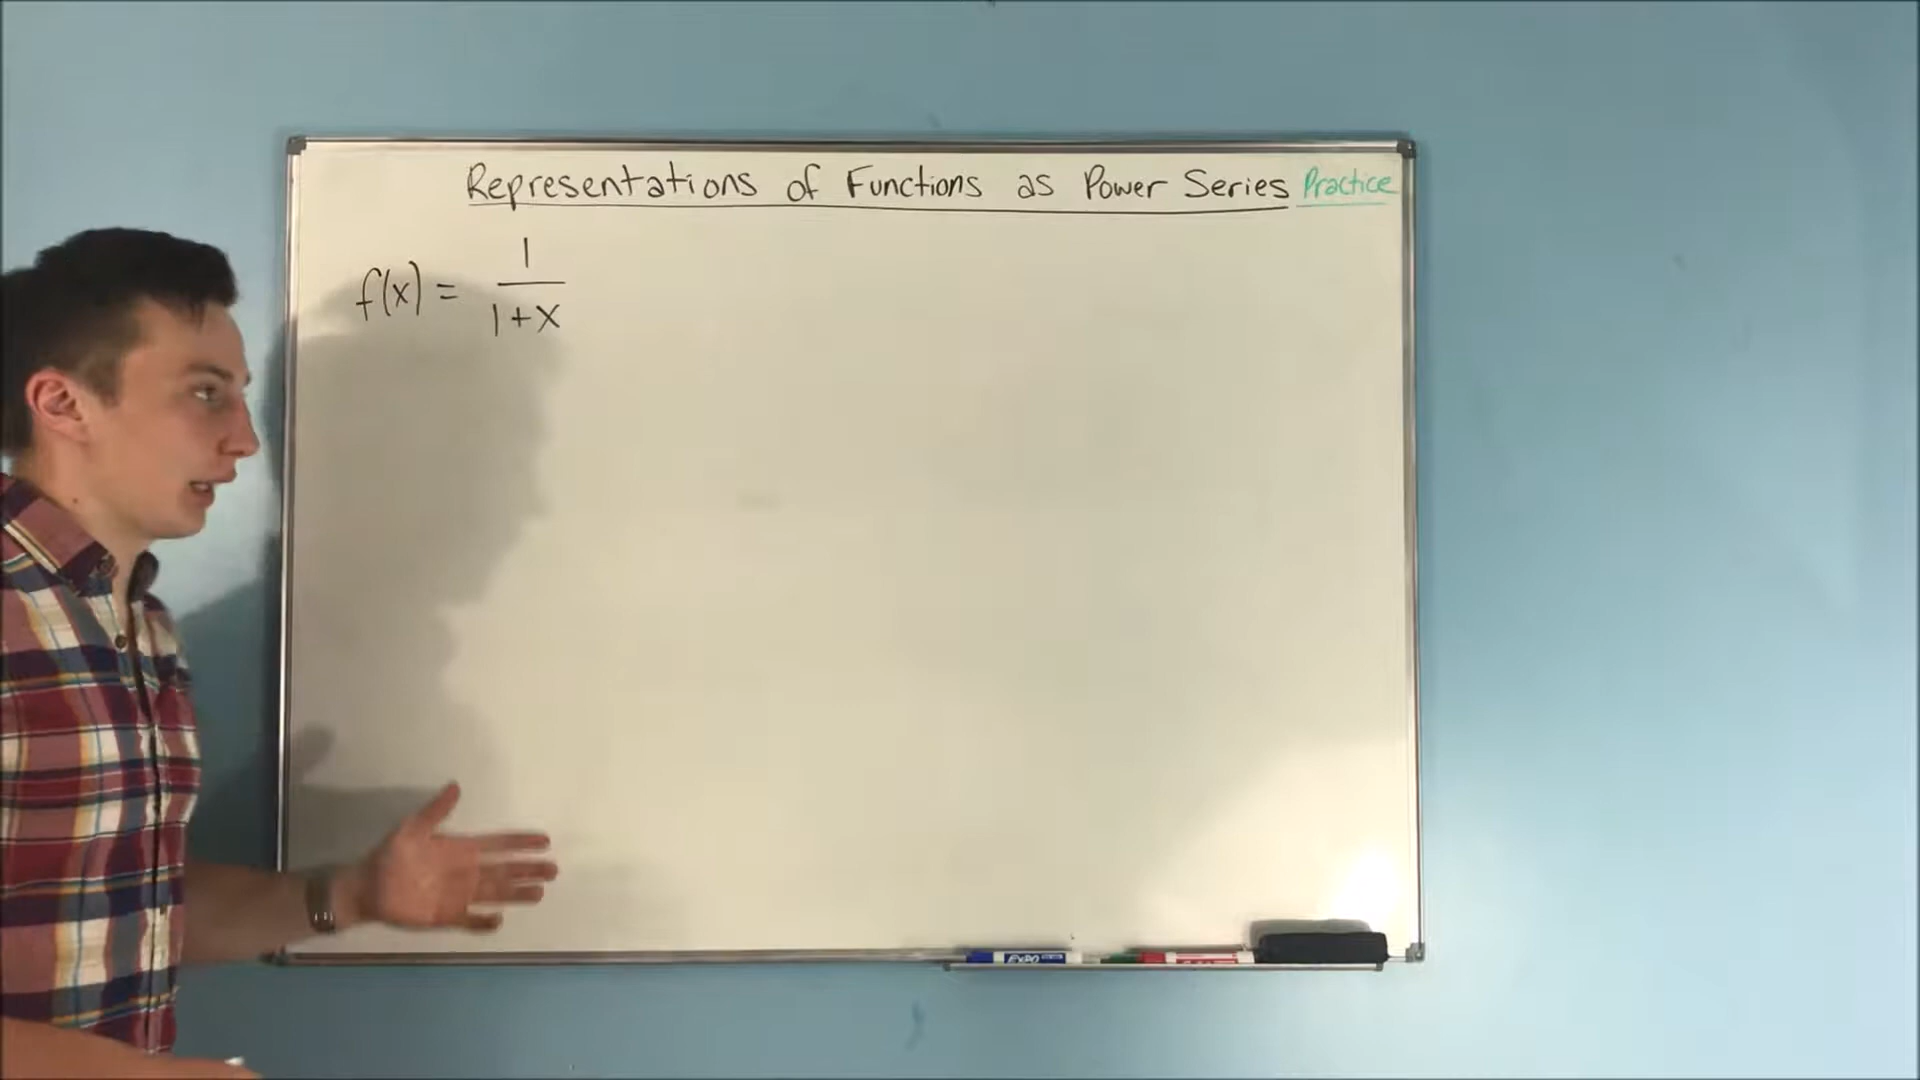 Representations of Functions as Power Series Practice
f(x) = 1/(1+x)
EXPO